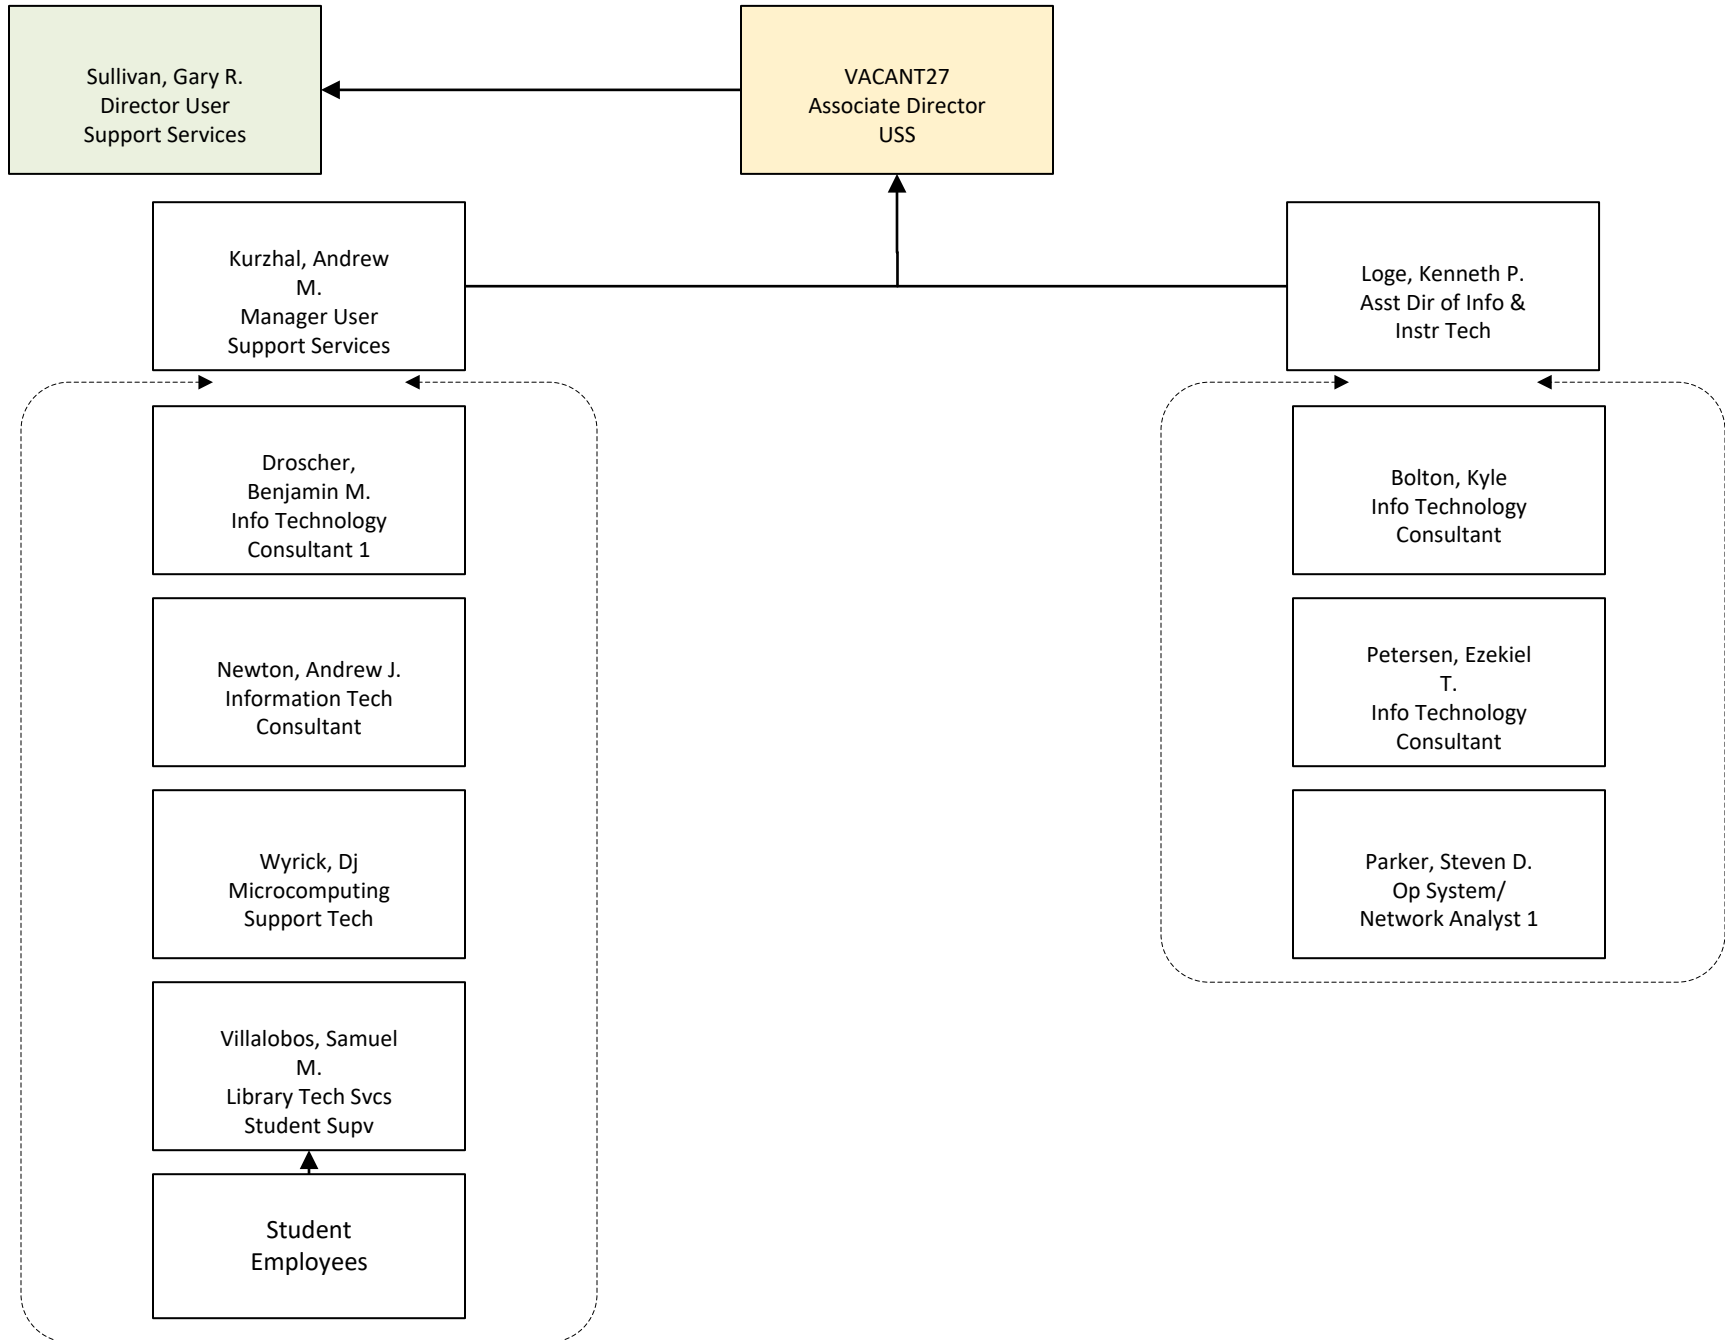 Sullivan, Gary R.
Director User
Support Services
VACANT27
Associate Director
USS
Kurzhal, Andrew
M.
Manager User
Support Services
Loge, Kenneth P.
Asst Dir of Info &
Instr Tech
Droscher,
Benjamin M.
Info Technology
Consultant 1
Newton, Andrew J.
Information Tech
Consultant
Wyrick, Dj
Microcomputing
Support Tech
Villalobos, Samuel
M.
Library Tech Svcs
Student Supv
Student
Employees
Bolton, Kyle
Info Technology
Consultant
Petersen, Ezekiel
T.
Info Technology
Consultant
Parker, Steven D.
Op System/
Network Analyst 1